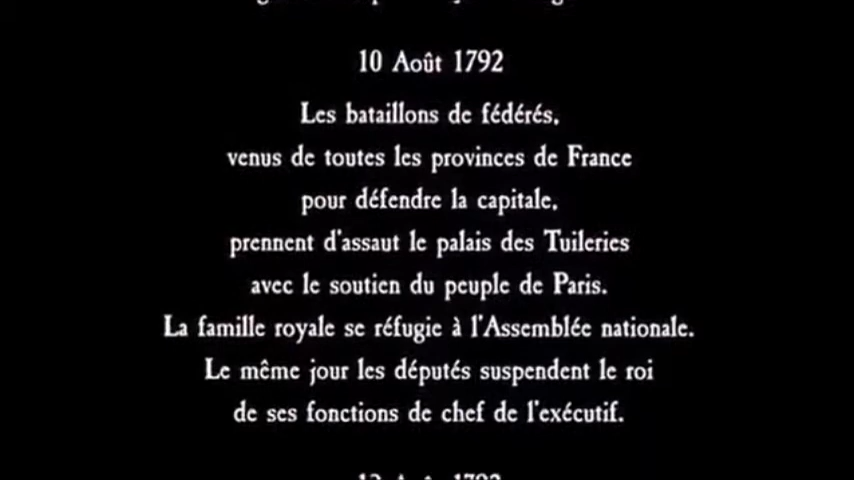 10 Août 1792
Les bataillons de fédérés,
venus de toutes les provinces de France
pour défendre la capitale,
prennent d'assaut le palais des Tuileries
avec le soutien du peuple de Paris.
La famille royale se réfugie à l'Assemblée nationale.
Le même jour les députés suspendent le roi
de ses fonctions de chef de l'exécutif.